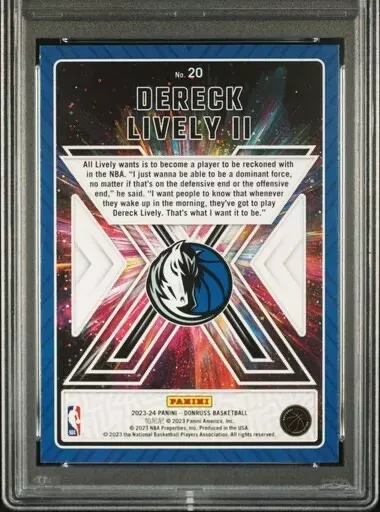 No. 20
DERECK
LIVELY II
All Lively wants is to become a player to be reckoned with
in the NBA. "I just wanna be able to be a dominant force,
no matter if that's on the defensive end or the offensive
end," he said. "I want people to know that whenever
they wake up in the morning, they've got to play
Dereck Lively. That's what I want it to be."
PANINI
2023-24 PANINI - DONRUSS BASKETBALL
帕尼尼 © 2023 Panini America, Inc.
© 2023 NBA Properties, Inc. Produced in the USA.
© 2023 the National Basketball Players Association. All rights reserved.
NBA